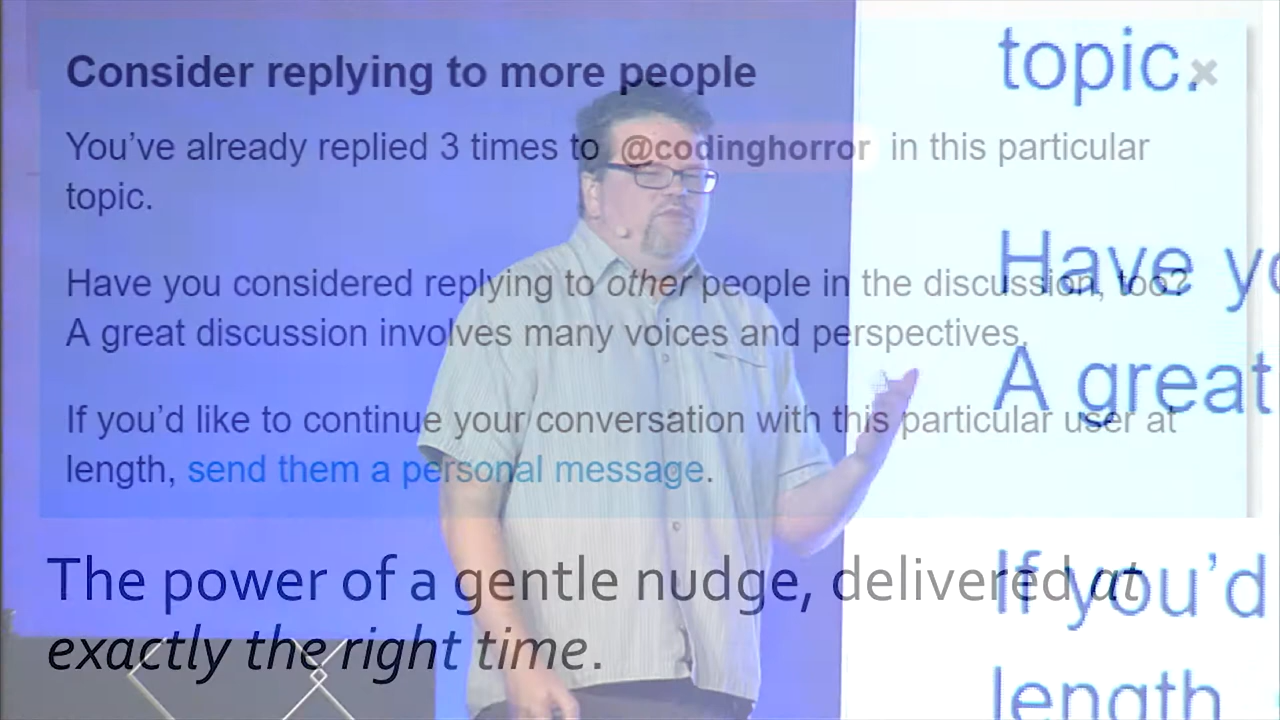 Consider replying to more people
You’ve already replied 3 times to @codinghorror in this particular
topic.
Have you considered replying to other people in the discussion, too?
A great discussion involves many voices and perspectives.
If you’d like to continue your conversation with this particular user at
length, send them a personal message.
The power of a gentle nudge, delivered at
exactly the right time.
topic.
Have yo
A great
If you’d
length